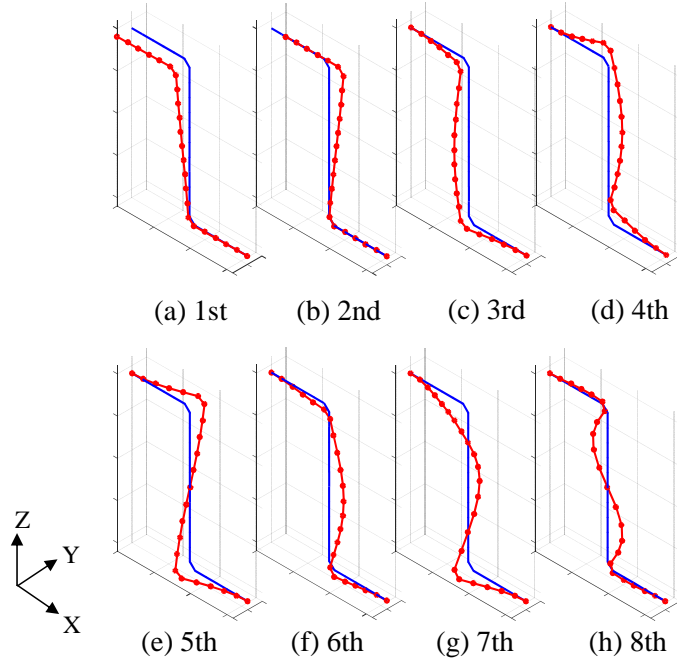 (a) 1st
(b) 2nd
(c) 3rd
(d) 4th
Z
Y
X
(e) 5th
(f) 6th
(g) 7th
(h) 8th